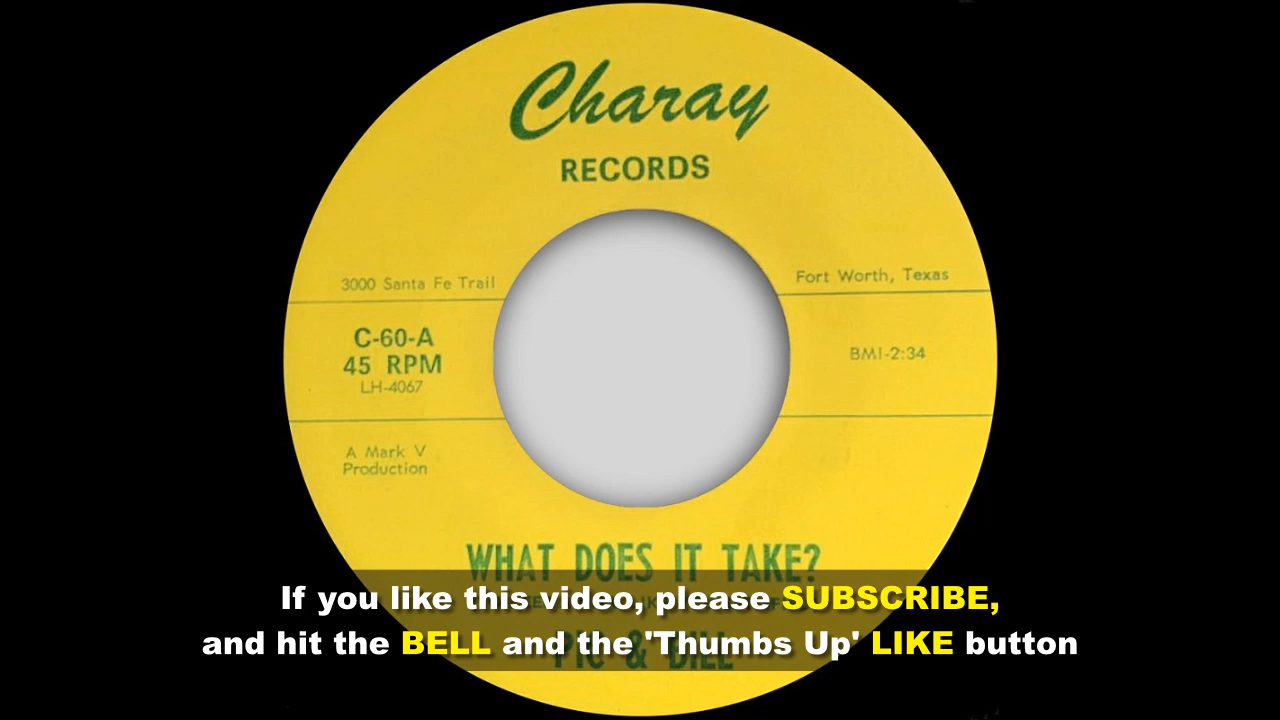 Charay
RECORDS
3000 Santa Fe Trail
Fort Worth, Texas
C-60-A
45 RPM
LH-4067
BMI-2:34
A Mark V
Production
WHAT DOES IT TAKE?
If you like this video, please SUBSCRIBE,
and hit the BELL and the 'Thumbs Up' LIKE button
PIC & BILL